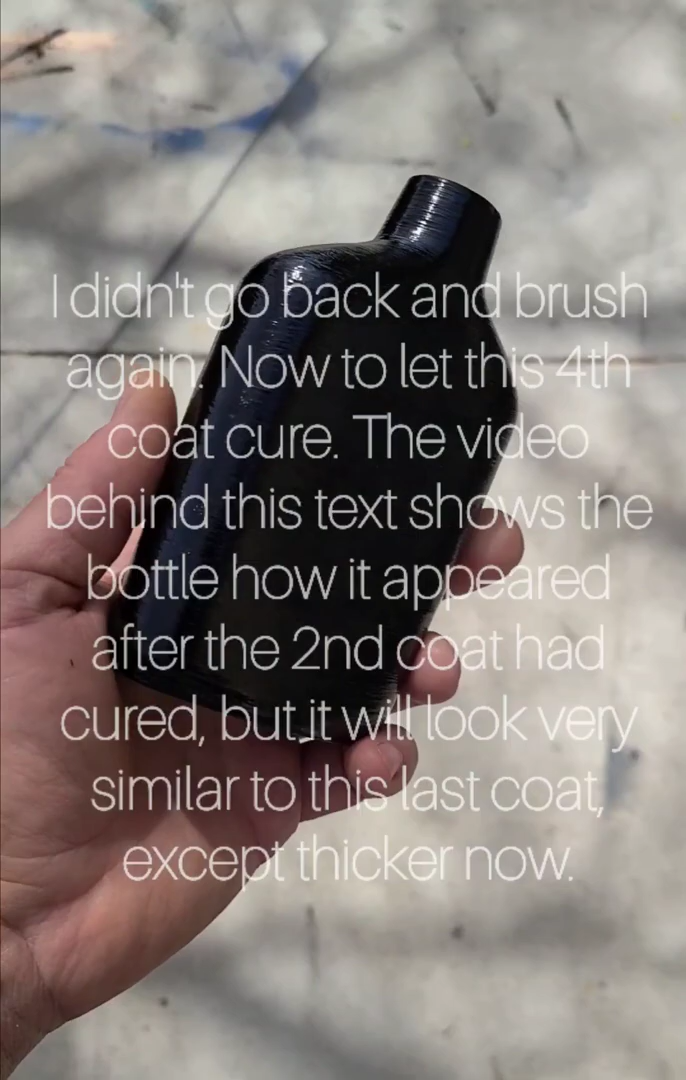 I didn't go back and brush
again. Now to let this 4th
coat cure. The video
behind this text shows the
bottle how it appeared
after the 2nd coat had
cured, but it will look very
similar to this last coat,
except thicker now.